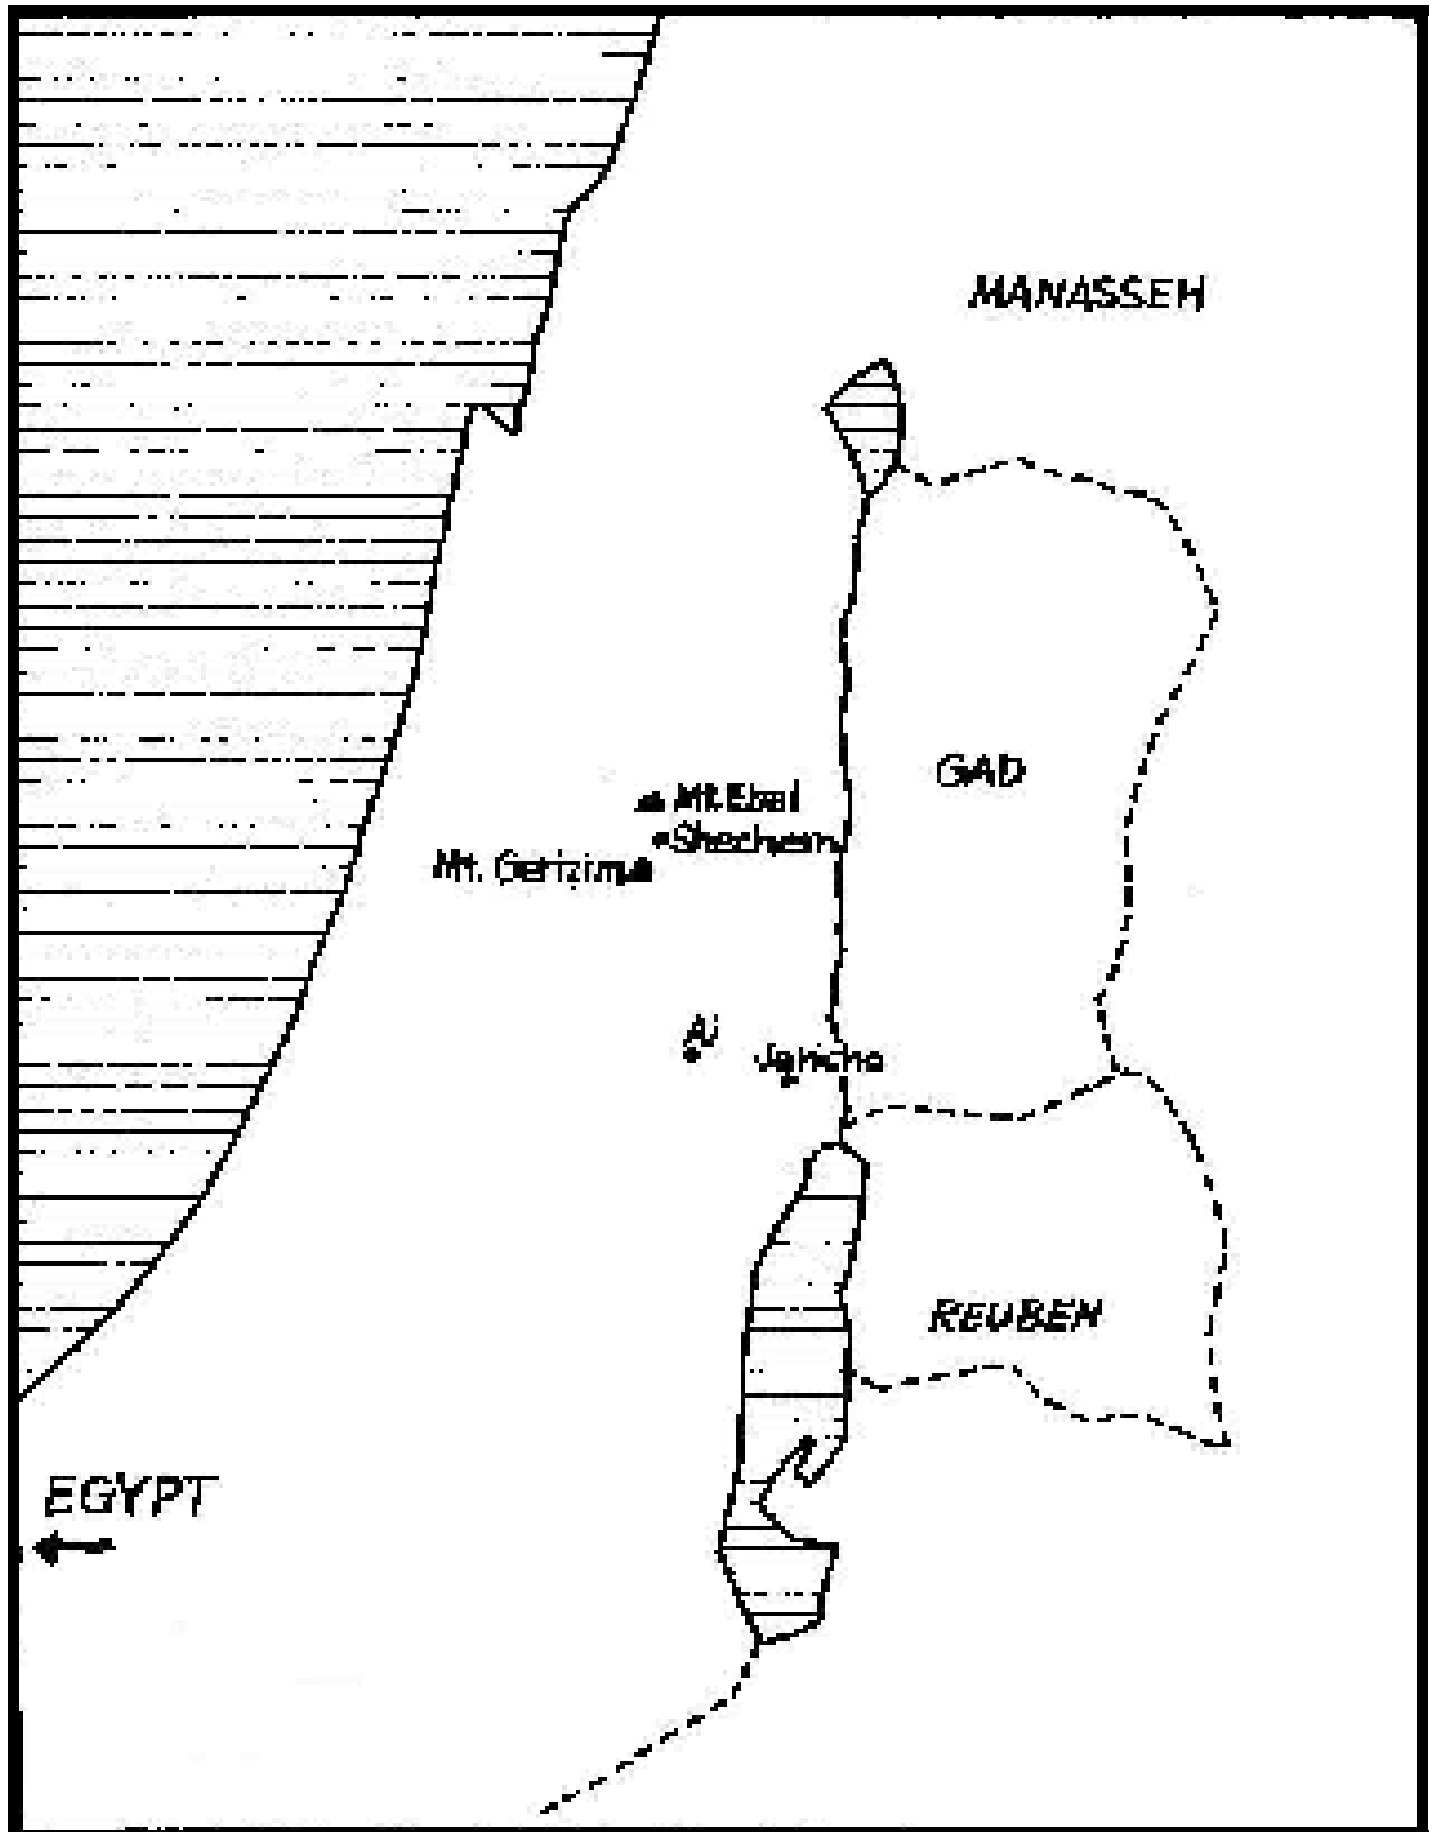 MANASSEH
GAD
Mt. Ebal
Shechem
Mt. Gerizim
Ai
Jericho
REUBEN
EGYPT